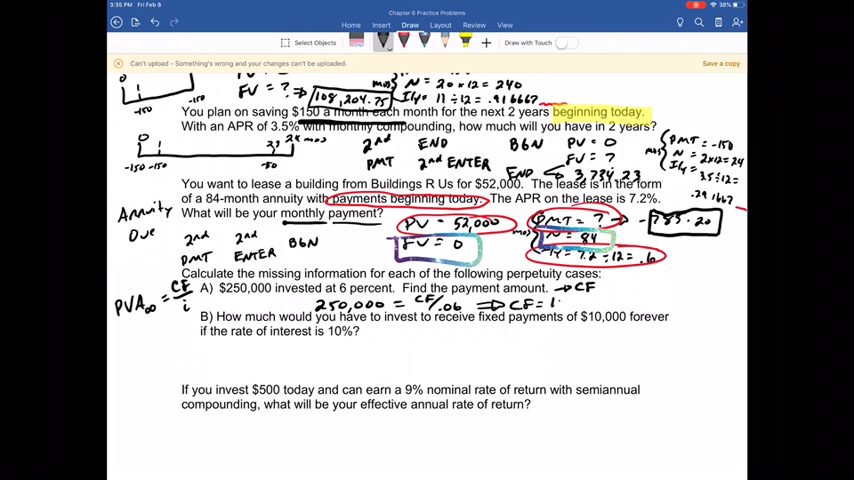 3:35 PM Fri Feb 8
38%
Chapter 6 Practice Problems
Home Insert Draw Layout Review View
Select Objects
Draw with Touch
Can't upload - Something's wrong and your changes can't be uploaded.
Save a copy
0
-150 -150
FV = ? 108,204.75
mos N = 20 x 12 = 240
I/y = 11 ÷ 12 = .916667
You plan on saving $150 a month each month for the next 2 years beginning today.
With an APR of 3.5% with monthly compounding, how much will you have in 2 years?
0 23 24 mos
-150 -150 -50
2nd END BGN PV = 0
PMT 2nd ENTER FV = ?
END 3,734.23
mos PMT = -150
N = 2x12 = 24
I/y = 3.5 ÷ 12 =
.291667
You want to lease a building from Buildings R Us for $52,000. The lease is in the form
of a 84-month annuity with payments beginning today. The APR on the lease is 7.2%.
What will be your monthly payment?
Annuity
Due
2nd 2nd BGN
PMT ENTER
PV = 52,000
FV = 0
PMT = ? -785.20
mos N = 84
I/y = 7.2 ÷ 12 = .6
Calculate the missing information for each of the following perpetuity cases:
A) $250,000 invested at 6 percent. Find the payment amount. → CF
PVA∞ = CF/i
250,000 = CF/.06 ⇒ CF = 1
B) How much would you have to invest to receive fixed payments of $10,000 forever
if the rate of interest is 10%?
If you invest $500 today and can earn a 9% nominal rate of return with semiannual
compounding, what will be your effective annual rate of return?